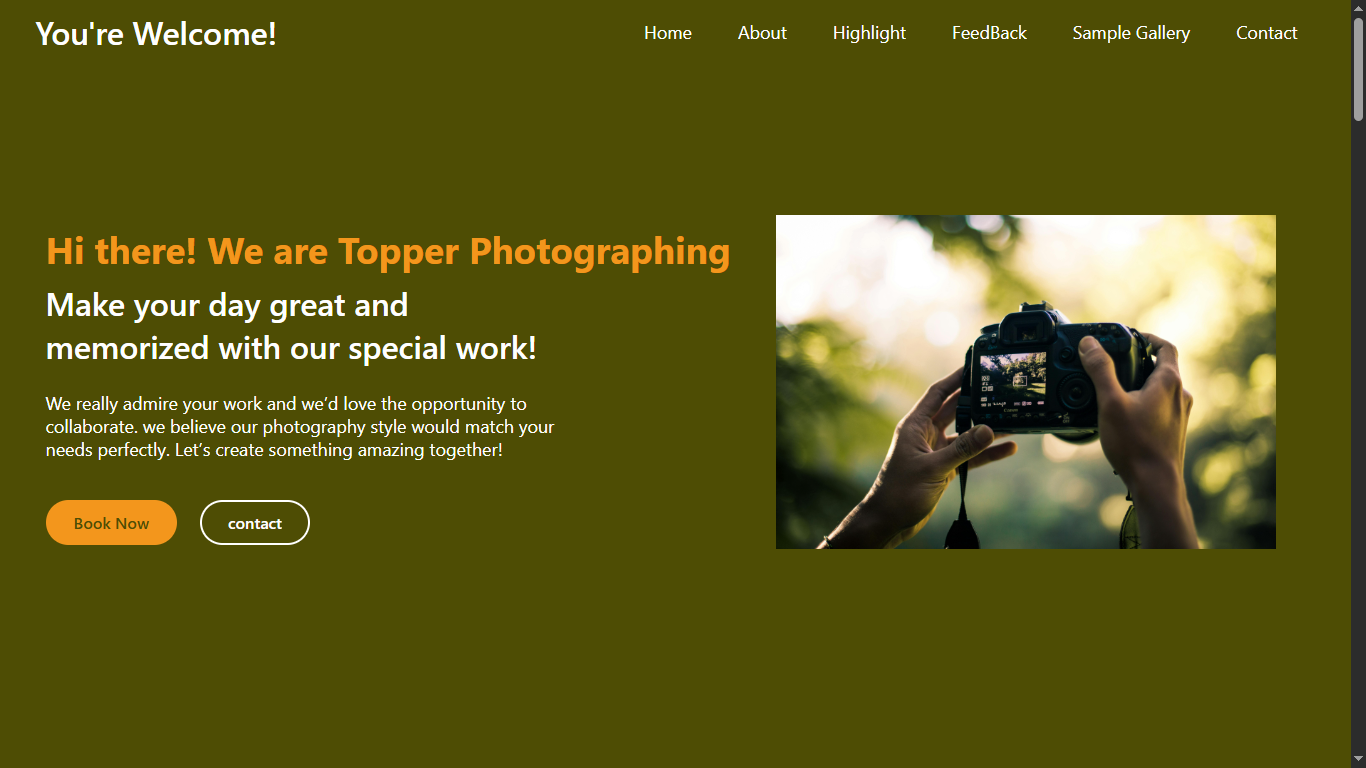 You're Welcome!
Home About Highlight FeedBack Sample Gallery Contact
Hi there! We are Topper Photographing
Make your day great and
memorized with our special work!
We really admire your work and we’d love the opportunity to
collaborate. we believe our photography style would match your
needs perfectly. Let’s create something amazing together!
Book Now contact